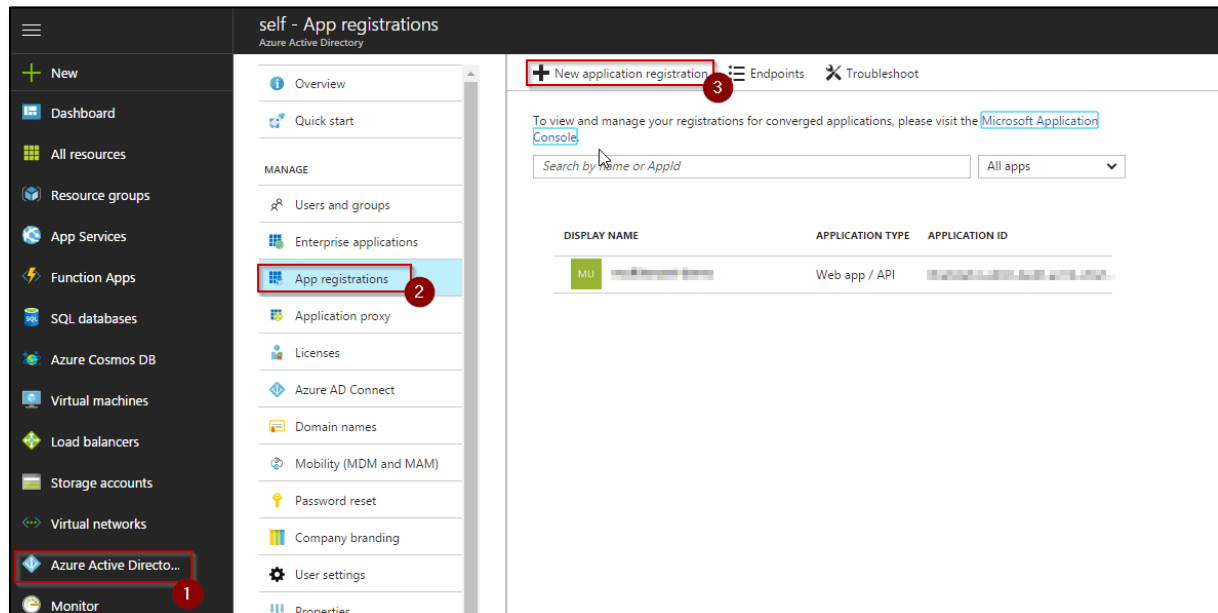 self - App registrations
Azure Active Directory
New
Dashboard
All resources
Resource groups
App Services
Function Apps
SQL databases
Azure Cosmos DB
Virtual machines
Load balancers
Storage accounts
Virtual networks
Azure Active Directo...
1
Monitor
Overview
Quick start
MANAGE
Users and groups
Enterprise applications
App registrations
2
Application proxy
Licenses
Azure AD Connect
Domain names
Mobility (MDM and MAM)
Password reset
Company branding
User settings
Properties
New application registration
3
Endpoints
Troubleshoot
To view and manage your registrations for converged applications, please visit the Microsoft Application
Console.
Search by name or AppId
All apps
DISPLAY NAME APPLICATION TYPE APPLICATION ID
MU Web app / API